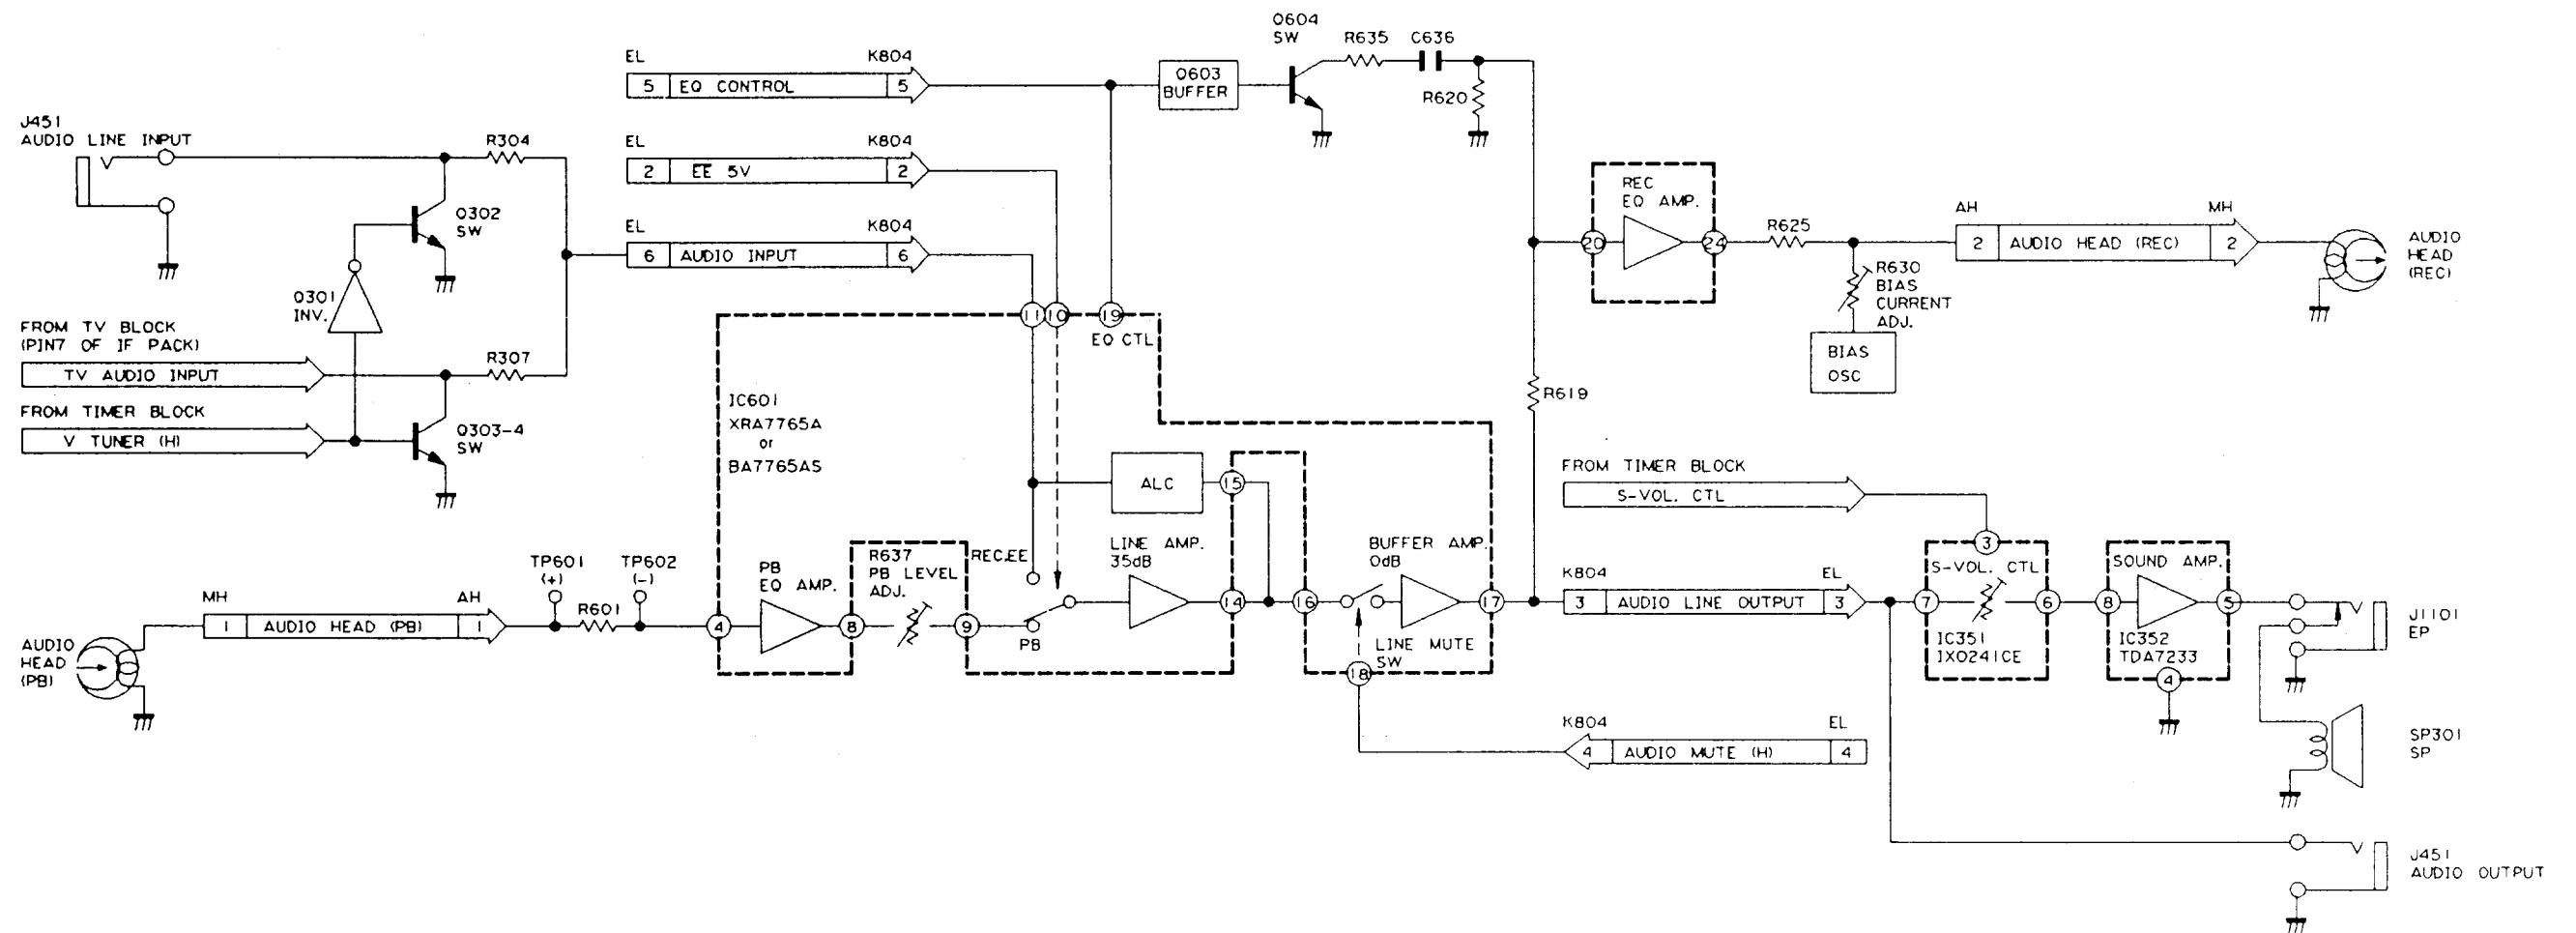 Q604
SW
R635
C636
EL
K804
5 EQ CONTROL 5
Q603
BUFFER
R620
J451
AUDIO LINE INPUT
R304
EL
K804
2 EE 5V 2
Q302
SW
EL
K804
6 AUDIO INPUT 6
Q301
INV.
REC
EQ AMP.
20
24
R625
AH
MH
2 AUDIO HEAD (REC) 2
AUDIO
HEAD
(REC)
R630
BIAS
CURRENT
ADJ.
BIAS
OSC
FROM TV BLOCK
(PIN7 OF IF PACK)
TV AUDIO INPUT
R307
11
10
19
EQ CTL
FROM TIMER BLOCK
V TUNER (H)
Q303-4
SW
IC601
XRA7765A
or
BA7765AS
R619
ALC
15
FROM TIMER BLOCK
S-VOL. CTL
3
TP601
(+)
TP602
(-)
R601
PB
EQ AMP.
R637
PB LEVEL
ADJ.
REC.EE
PB
LINE AMP.
35dB
BUFFER AMP.
0dB
LINE MUTE
SW
4
8
9
14
16
17
18
K804
EL
3 AUDIO LINE OUTPUT 3
S-VOL. CTL
7
6
IC351
IX0241CE
SOUND AMP.
8
5
IC352
TDA7233
4
J1101
EP
MH
AH
1 AUDIO HEAD (PB) 1
AUDIO
HEAD
(PB)
K804
EL
4 AUDIO MUTE (H) 4
SP301
SP
J451
AUDIO OUTPUT